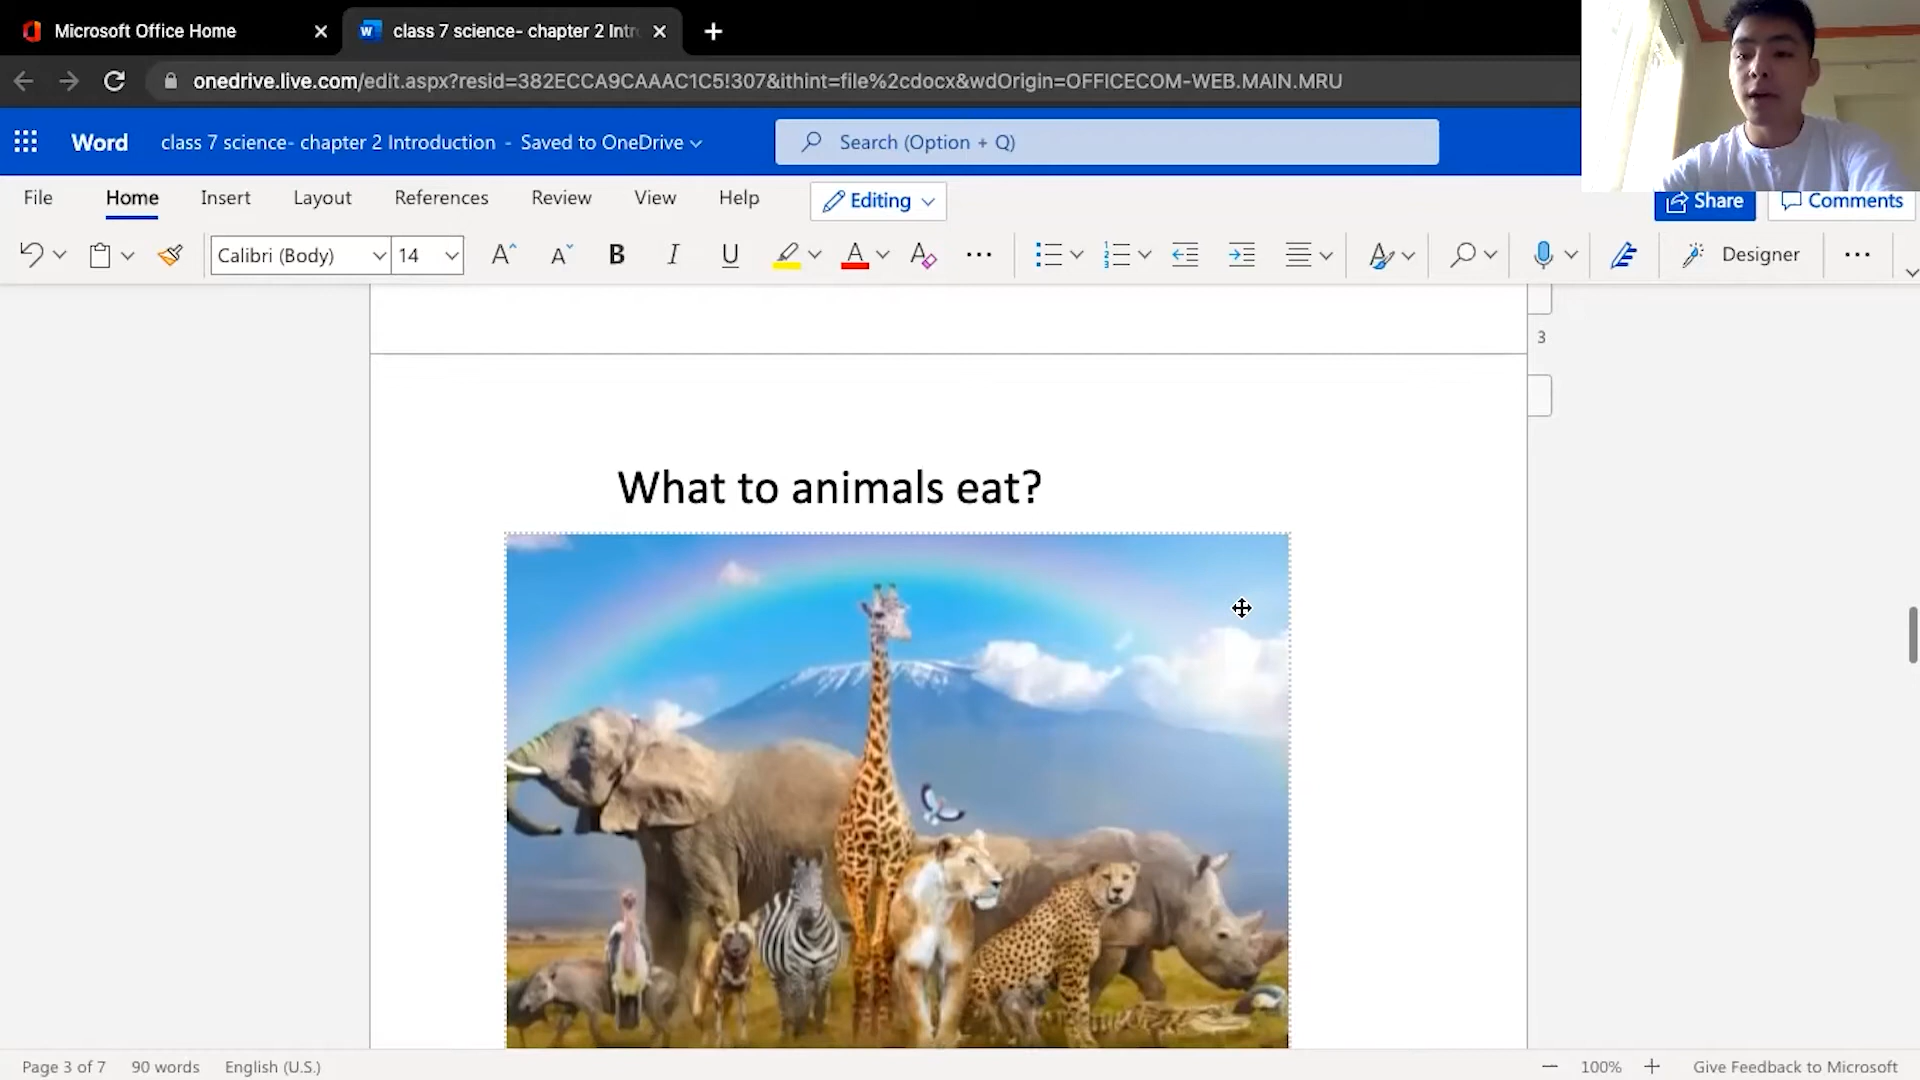 Microsoft Office Home
class 7 science- chapter 2 Intr
onedrive.live.com/edit.aspx?resid=382ECCA9CAAAC1C5!307&ithint=file%2cdocx&wdOrigin=OFFICECOM-WEB.MAIN.MRU
Word class 7 science- chapter 2 Introduction - Saved to OneDrive Search (Option + Q)
File Home Insert Layout References Review View Help Editing Share Comments
Calibri (Body) 14 A A B I U A A Designer
3
What to animals eat?
Page 3 of 7 90 words English (U.S.) 100% Give Feedback to Microsoft